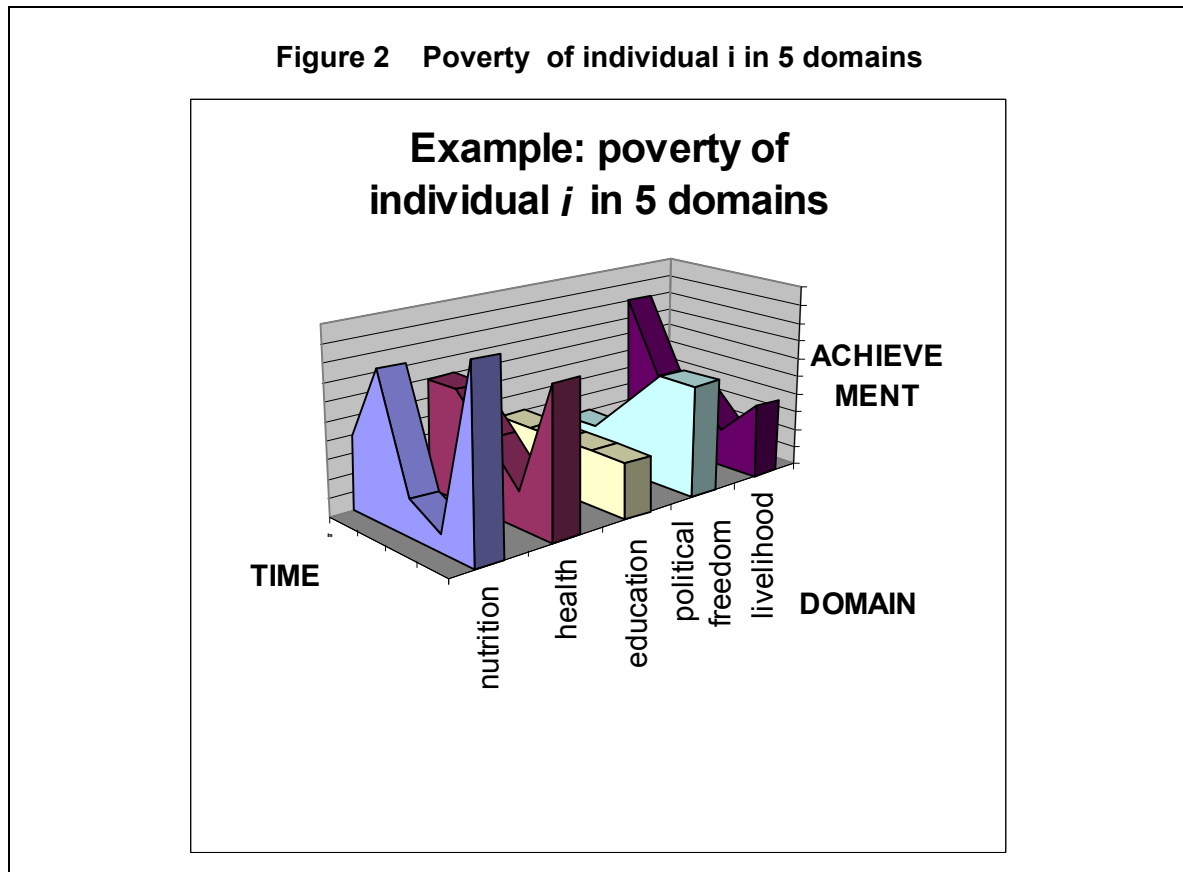 Figure 2 Poverty of individual i in 5 domains
Example: poverty of
individual i in 5 domains
ACHIEVE
MENT
TIME
nutrition
health
education
political
freedom
livelihood
DOMAIN